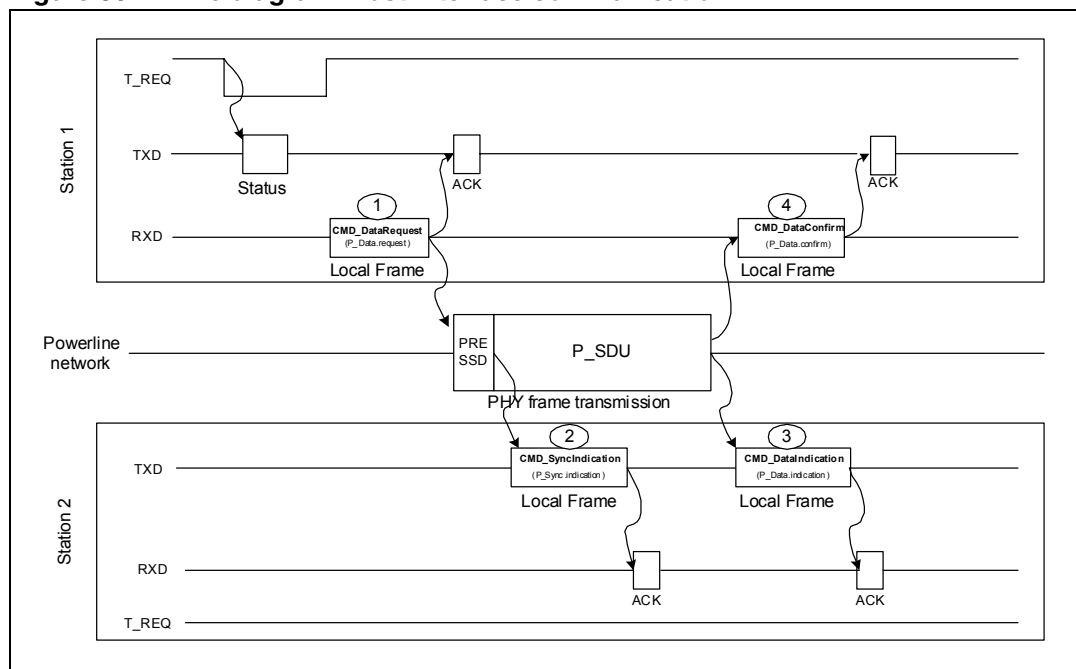 T_REQ
Station 1
TXD
Status
ACK
ACK
1
4
RXD
CMD_DataRequest
(P_Data.request)
Local Frame
CMD_DataConfirm
(P_Data.confirm)
Local Frame
Powerline
network
PRE
SSD
P_SDU
PHY frame transmission
2
3
TXD
CMD_SyncIndication
(P_Sync.indication)
Local Frame
CMD_DataIndication
(P_Data.indication)
Local Frame
Station 2
RXD
ACK
ACK
T_REQ